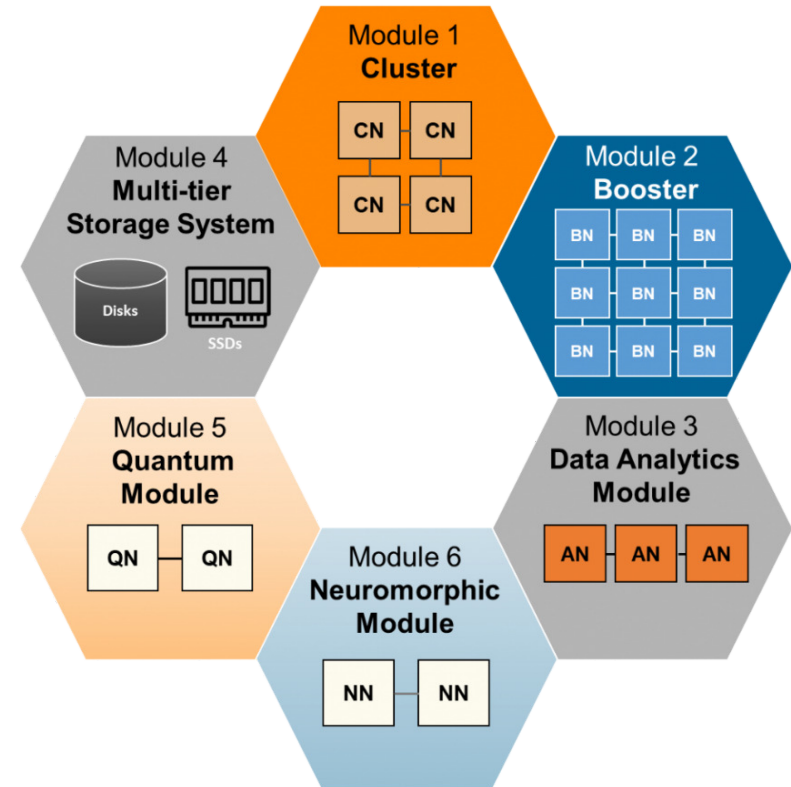 Module 1
Cluster
CN CN
CN CN
Module 2
Booster
BN BN BN
BN BN BN
BN BN BN
Module 3
Data Analytics
Module
AN AN AN
Module 4
Multi-tier
Storage System
Disks
SSDs
Module 5
Quantum
Module
QN QN
Module 6
Neuromorphic
Module
NN NN